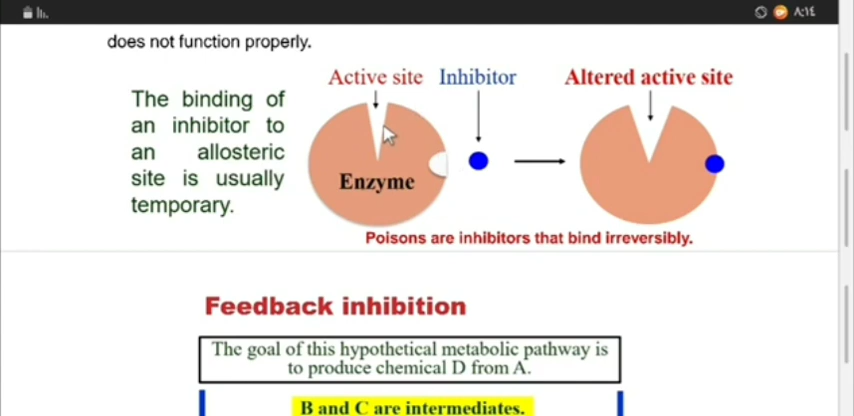 ٨:١٤
does not function properly.
Active site Inhibitor Altered active site
The binding of
an inhibitor to
an allosteric
site is usually
temporary.
Enzyme
Poisons are inhibitors that bind irreversibly.
Feedback inhibition
The goal of this hypothetical metabolic pathway is
to produce chemical D from A.
B and C are intermediates.